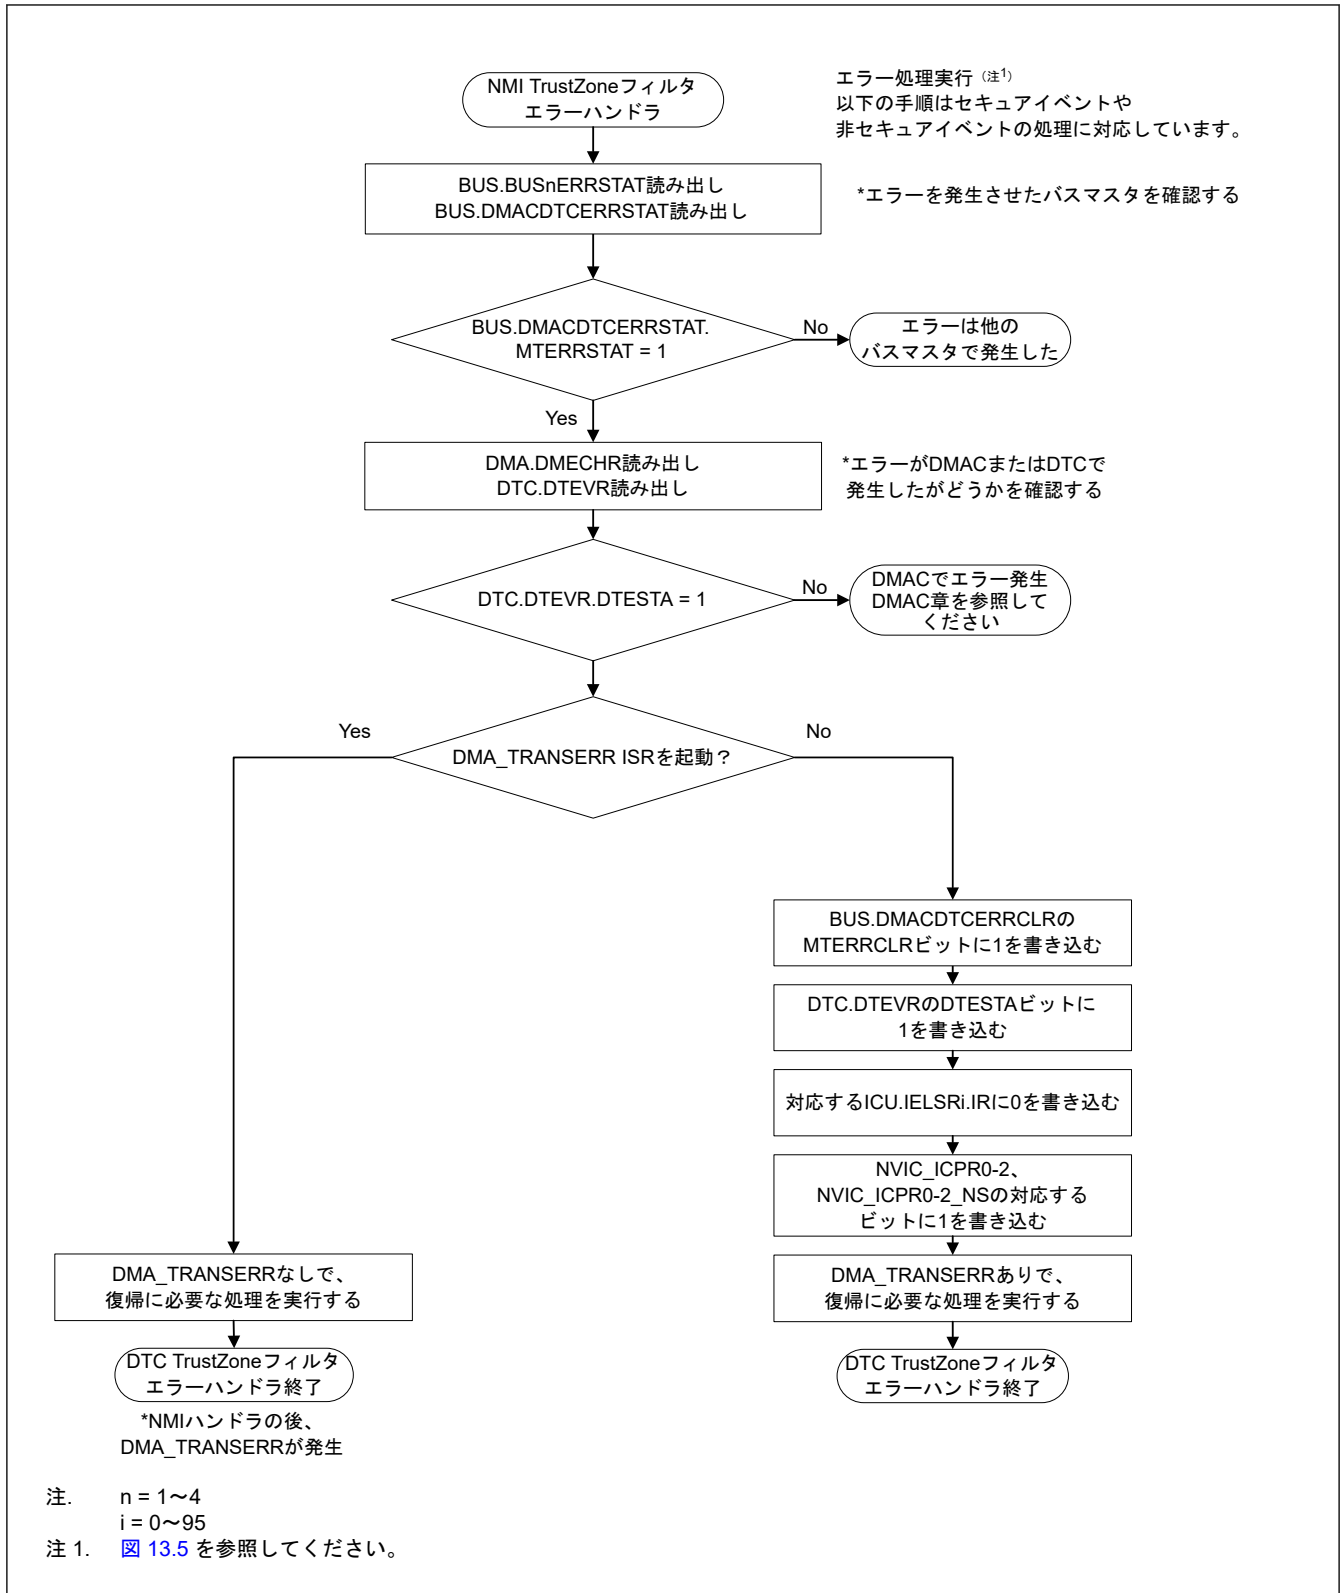 NMI TrustZoneフィルタ
エラーハンドラ
エラー処理実行（注1）
以下の手順はセキュアイベントや
非セキュアイベントの処理に対応しています。
BUS.BUSnERRSTAT読み出し
BUS.DMACDTCERRSTAT読み出し
*エラーを発生させたバスマスタを確認する
BUS.DMACDTCERRSTAT.
MTERRSTAT = 1
No
エラーは他の
バスマスタで発生した
Yes
DMA.DMECHR読み出し
DTC.DTEVR読み出し
*エラーがDMACまたはDTCで
発生したがどうかを確認する
DTC.DTEVR.DTESTA = 1
No
DMACでエラー発生
DMAC章を参照して
ください
Yes
DMA_TRANSERR ISRを起動？
No
BUS.DMACDTCERRCLRの
MTERRCLRビットに1を書き込む
DTC.DTEVRのDTESTAビットに
1を書き込む
対応するICU.IELSRi.IRに0を書き込む
NVIC_ICPR0-2、
NVIC_ICPR0-2_NSの対応する
ビットに1を書き込む
DMA_TRANSERRなしで、
復帰に必要な処理を実行する
DMA_TRANSERRありで、
復帰に必要な処理を実行する
DTC TrustZoneフィルタ
エラーハンドラ終了
DTC TrustZoneフィルタ
エラーハンドラ終了
*NMIハンドラの後、
DMA_TRANSERRが発生
注. n = 1～4
i = 0～95
注 1. 図 13.5 を参照してください。